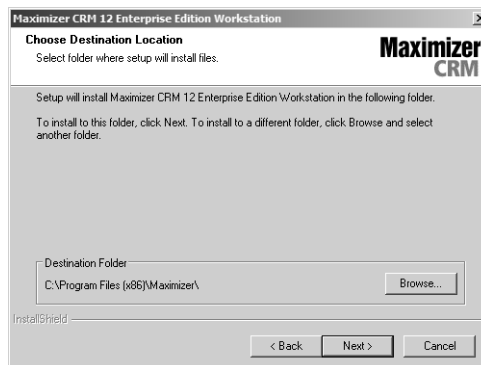 Maximizer CRM 12 Enterprise Edition Workstation
Choose Destination Location
Select folder where setup will install files.
Maximizer
CRM
Setup will install Maximizer CRM 12 Enterprise Edition Workstation in the following folder.
To install to this folder, click Next. To install to a different folder, click Browse and select
another folder.
Destination Folder
C:\Program Files (x86)\Maximizer\
Browse...
InstallShield
< Back
Next >
Cancel